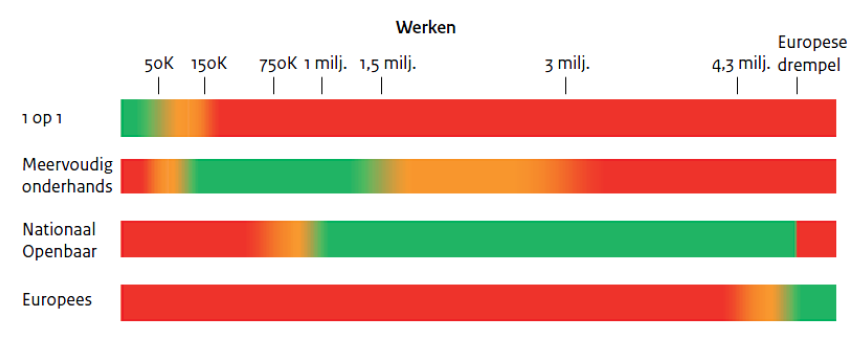 Werken
Europese
50K 150K 750K 1 milj. 1,5 milj. 3 milj. 4,3 milj. drempel
1 op 1
Meervoudig
onderhands
Nationaal
Openbaar
Europees